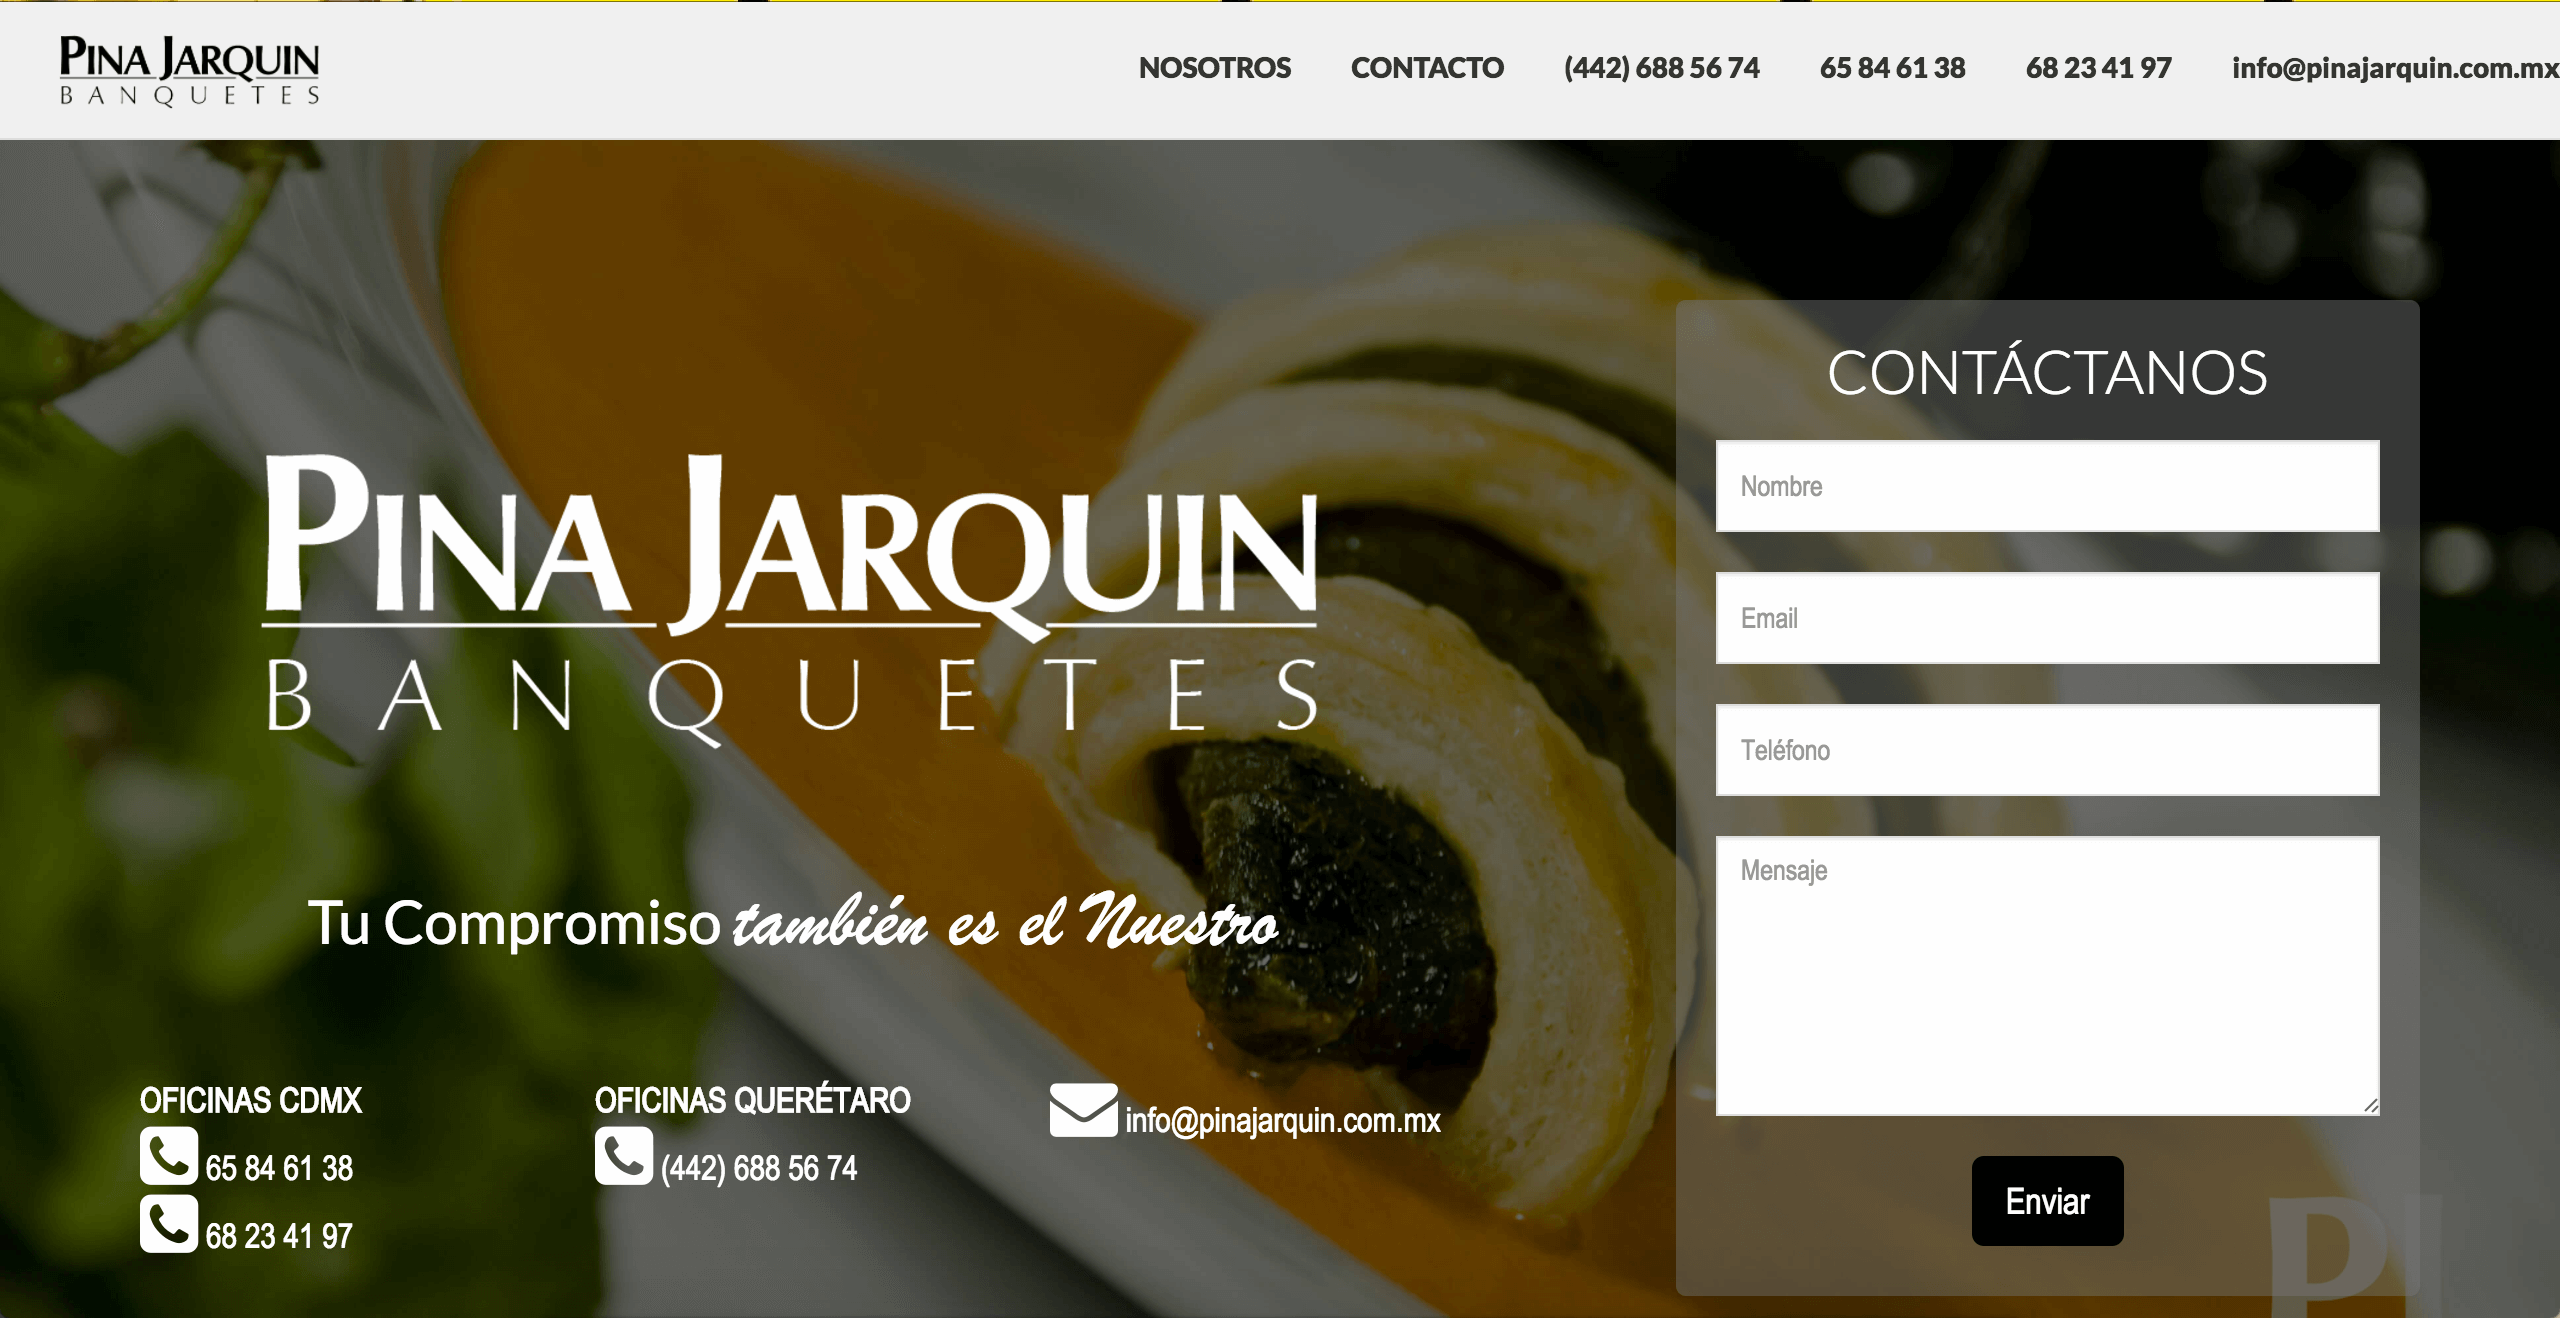 PINA JARQUIN
BANQUETES
NOSOTROS CONTACTO (442) 688 56 74 65 84 61 38 68 23 41 97 info@pinajarquin.com.mx
PINA JARQUIN
BANQUETES
Tu Compromiso también es el Nuestro
OFICINAS CDMX
65 84 61 38
68 23 41 97
OFICINAS QUERÉTARO
(442) 688 56 74
info@pinajarquin.com.mx
CONTÁCTANOS
Nombre
Email
Teléfono
Mensaje
Enviar
PI